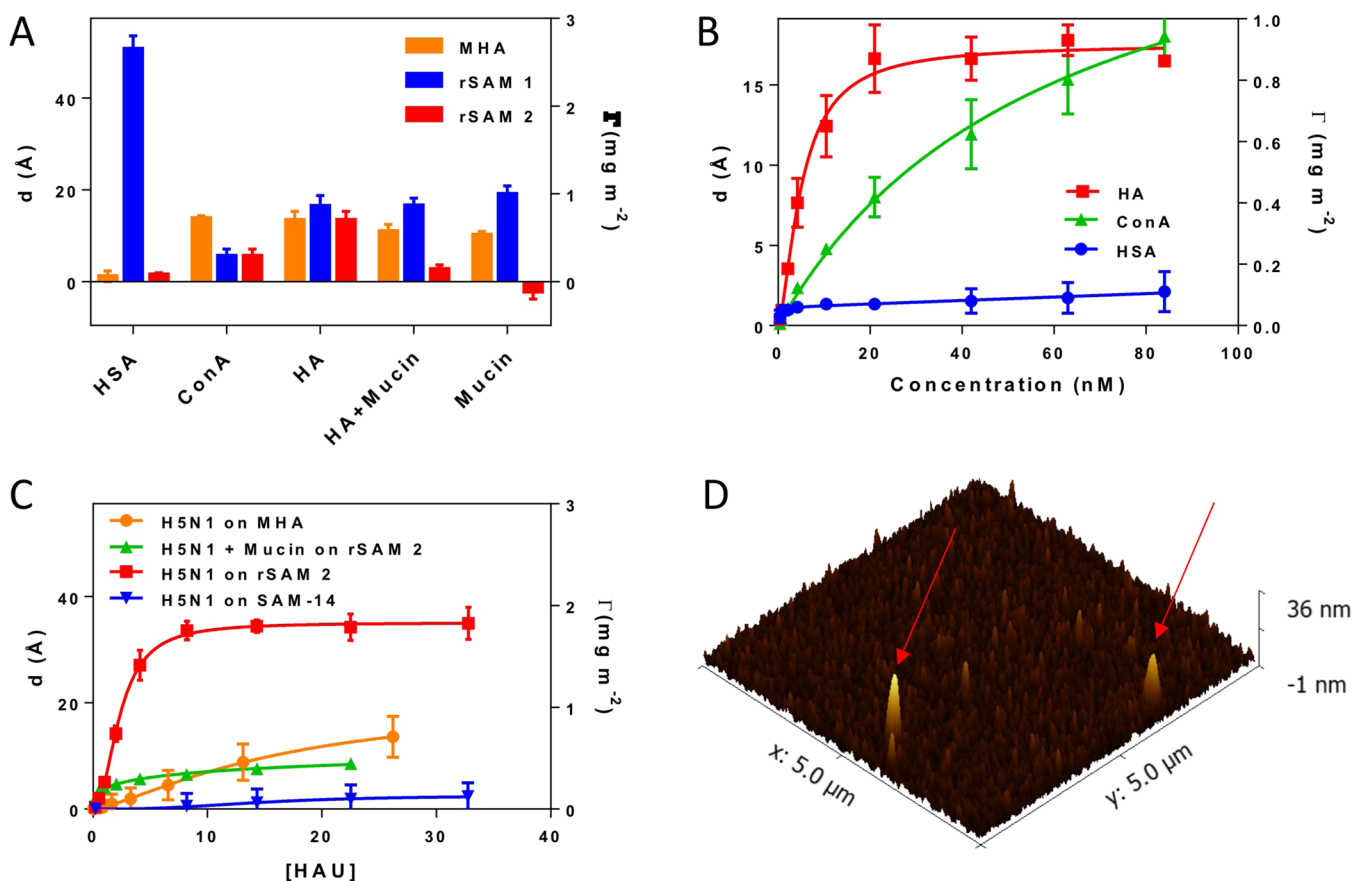 A
d (Å)
40
20
0
3
2
1
0
Γ (mg m-2)
MHA
rSAM 1
rSAM 2
HSA
ConA
HA
HA+Mucin
Mucin
B
d (Å)
15
10
5
0
1.0
0.8
0.6
0.4
0.2
0.0
Γ (mg m-2)
HA
ConA
HSA
0 20 40 60 80 100
Concentration (nM)
C
d (Å)
40
20
0
3
2
1
0
Γ (mg m-2)
H5N1 on MHA
H5N1 + Mucin on rSAM 2
H5N1 on rSAM 2
H5N1 on SAM-14
0 10 20 30 40
[HAU]
D
36 nm
-1 nm
x: 5.0 µm
y: 5.0 µm